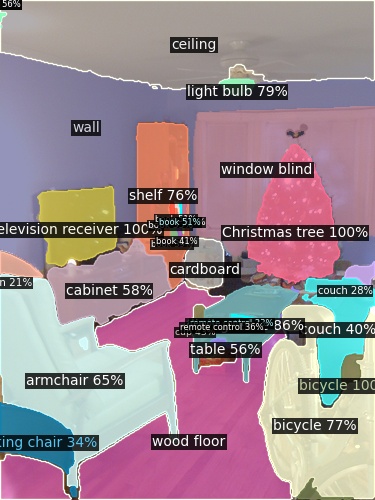 56%
ceiling
light bulb 79%
wall
window blind
shelf 76%
book 51%
elevision receiver 100%
Christmas tree 100%
book 41%
cardboard
n 21%
cabinet 58%
couch 28%
remote control 36%
86%
couch 40%
table 56%
armchair 65%
bicycle 100
bicycle 77%
ting chair 34%
wood floor